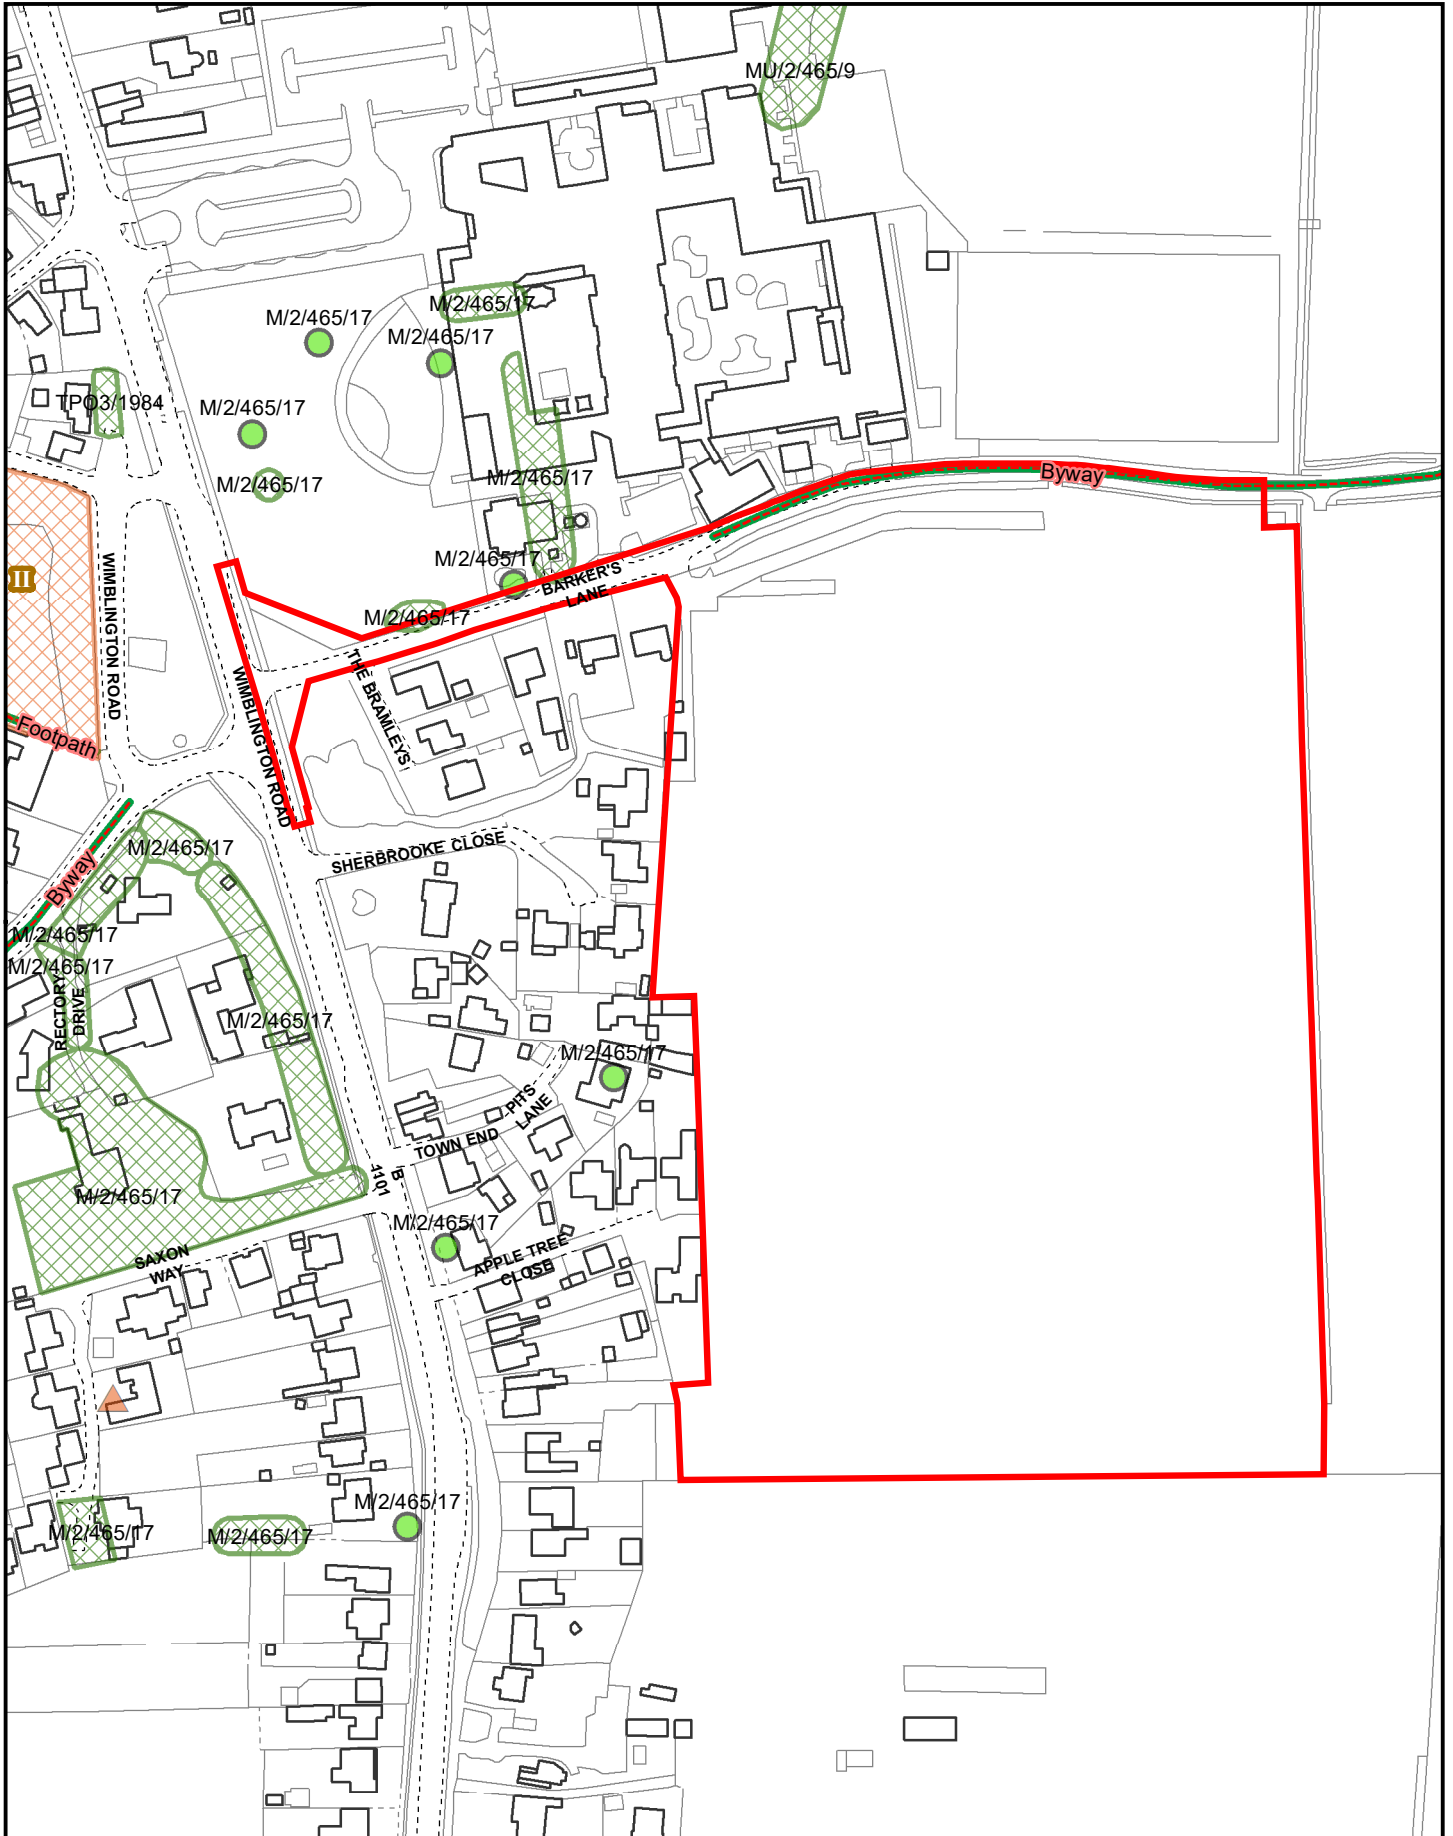 MU/2/465/9
M/2/465/17
M/2/465/17
M/2/465/17
TPO3/1984
M/2/465/17
M/2/465/17
M/2/465/17
Byway
II
WIMBLINGTON ROAD
M/2/465/17
BARKER'S
LANE
M/2/465/17
THE BRAMLEYS
WIMBLINGTON ROAD
Footpath
SHERBROOKE CLOSE
M/2/465/17
Byway
M/2/465/17
M/2/465/17
RECTORY
DRIVE
M/2/465/17
M/2/465/17
PITS
LANE
TOWN END
B
1101
M/2/465/17
M/2/465/17
APPLE TREE
CLOSE
SAXON
WAY
M/2/465/17
M/2/465/17
M/2/465/17